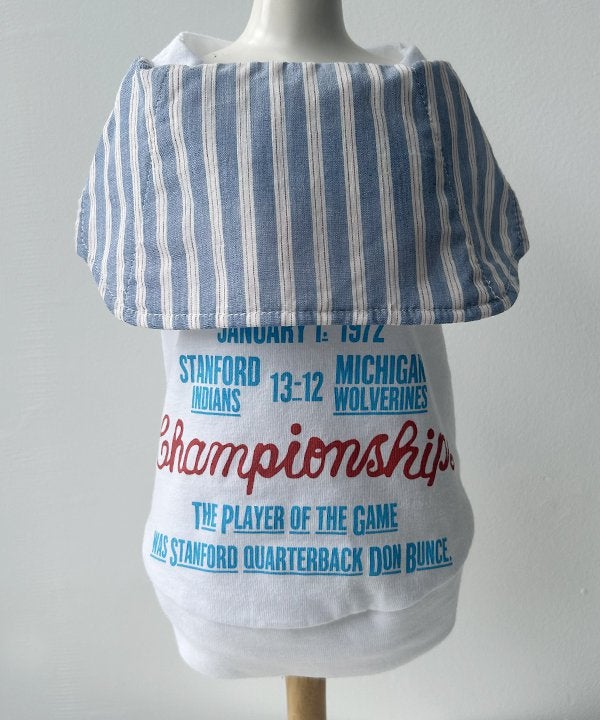 JANUARY 1: 1972
STANFORD INDIANS 13-12 MICHIGAN WOLVERINES
Championships
THE PLAYER OF THE GAME
WAS STANFORD QUARTERBACK DON BUNCE.